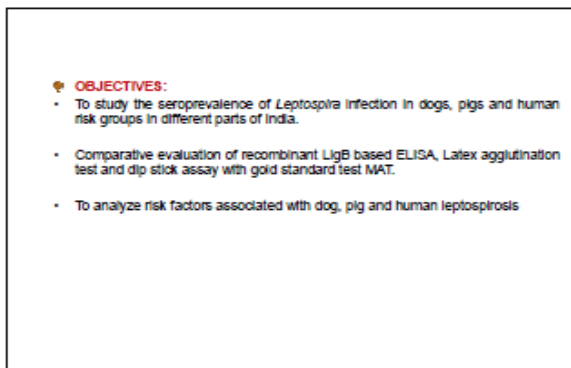 OBJECTIVES:
• To study the seroprevalence of Leptospira infection in dogs, pigs and human
risk groups in different parts of India.
• Comparative evaluation of recombinant LigB based ELISA, Latex agglutination
test and dip stick assay with gold standard test MAT.
• To analyze risk factors associated with dog, pig and human leptospirosis